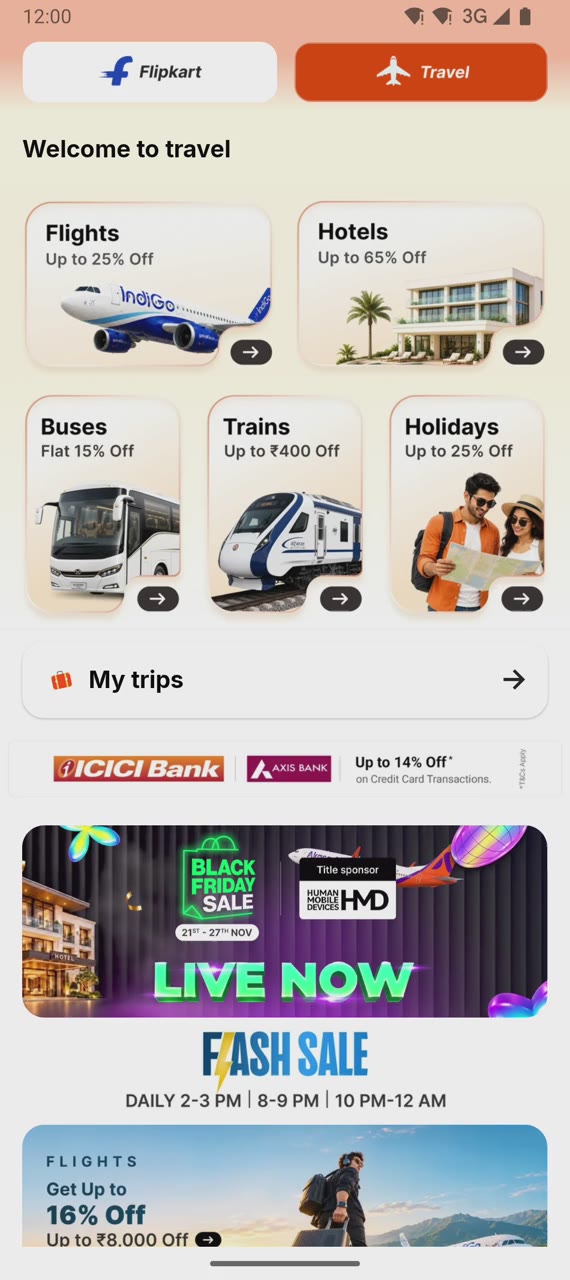 12:00
3G
Flipkart
Travel
Welcome to travel
Flights
Up to 25% Off
IndiGo
IndiGo
Hotels
Up to 65% Off
Buses
Flat 15% Off
Trains
Up to ₹400 Off
Holidays
Up to 25% Off
My trips
ICICI Bank
AXIS BANK
Up to 14% Off*
on Credit Card Transactions.
*T&Cs Apply
BLACK
FRIDAY
SALE
21ST - 27TH NOV
Title sponsor
HUMAN
MOBILE
DEVICES
HMD
HOTEL
LIVE NOW
FLASH SALE
DAILY 2-3 PM | 8-9 PM | 10 PM-12 AM
FLIGHTS
Get Up to
16% Off
Up to ₹8,000 Off